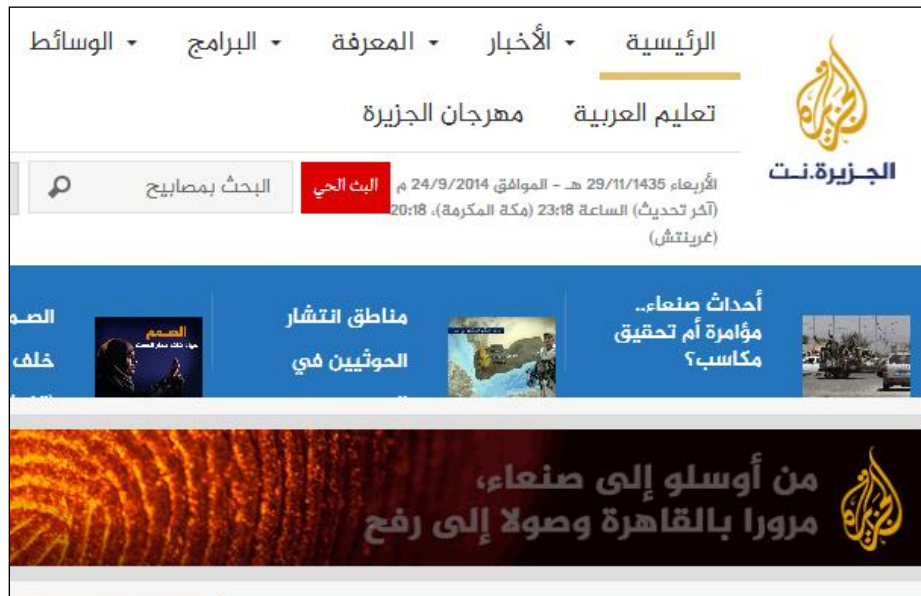 الرئيسية
الأخبار
المعرفة
البرامج
الوسائط
تعليم العربية
مهرجان الجزيرة
الجـزيرة.نـت
الأربعاء 29/11/1435 هـ - الموافق 24/9/2014 م
(آخر تحديث) الساعة 23:18 (مكة المكرمة)، 20:18
(غرينتش)
البث الحي
البحث بمصابيح
أحداث صنعاء..
مؤامرة أم تحقيق
مكاسب؟
مناطق انتشار
الحوثيين في
الصمم
خلف
من أوسلو إلى صنعاء،
مرورا بالقاهرة وصولا إلى رفح